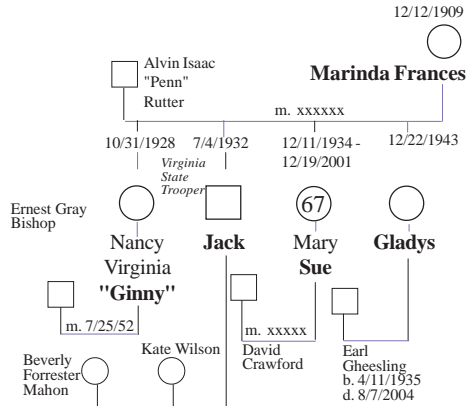 12/12/1909
Alvin Isaac
"Penn"
Rutter
Marinda Frances
m. xxxxxx
10/31/1928
7/4/1932
12/11/1934 -
12/19/2001
12/22/1943
Virginia
State
Trooper
Ernest Gray
Bishop
67
Nancy
Virginia
"Ginny"
Jack
Mary
Sue
Gladys
m. 7/25/52
m. xxxxx
David
Crawford
Earl
Gheesling
b. 4/11/1935
d. 8/7/2004
Beverly
Forrester
Mahon
Kate Wilson